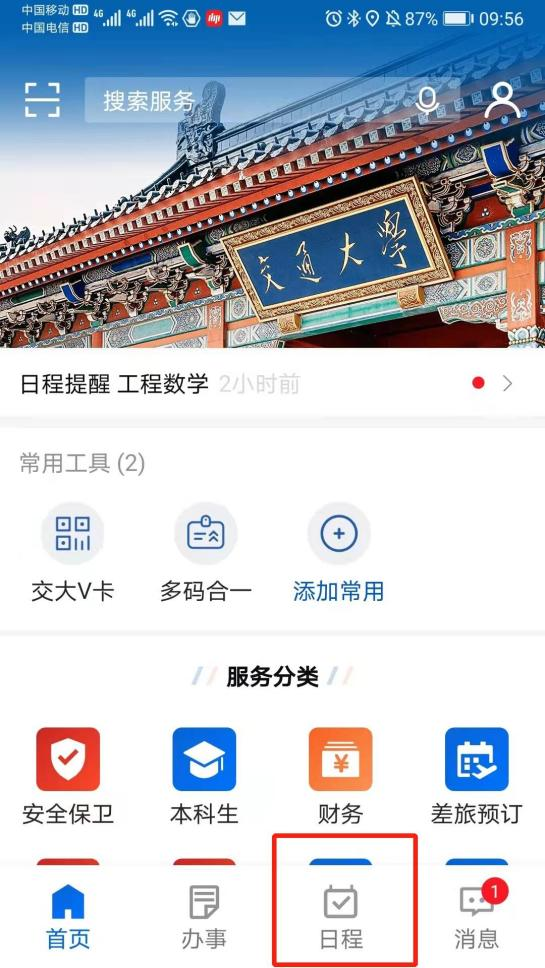 中国移动 HD 4G 4G 87% 09:56
中国电信 HD
搜索服务
交通大學
日程提醒 工程数学 2小时前
常用工具 (2)
交大V卡 多码合一 添加常用
服务分类
安全保卫 本科生 财务 差旅预订
1
首页 办事 日程 消息